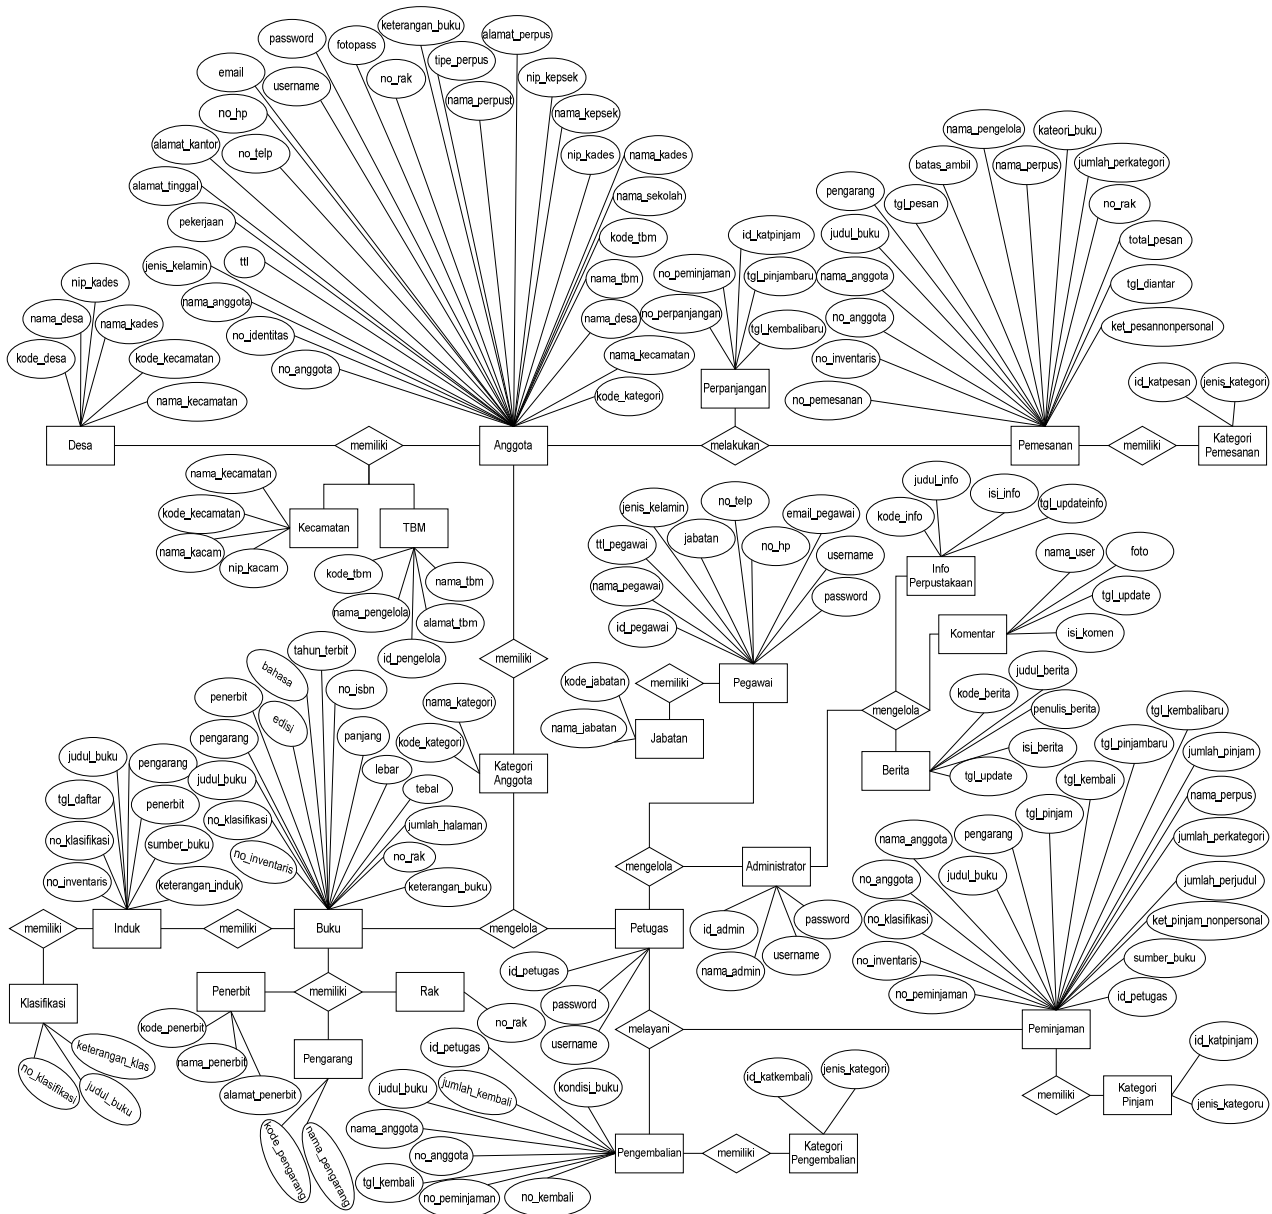 keterangan_buku
alamat_perpus
password
fotopass
tipe_perpus
email
username
no_rak
nip_kepsek
nama_perpust
no_hp
nama_kepsek
alamat_kantor
no_telp
nip_kades
nama_kades
alamat_tinggal
nama_sekolah
pekerjaan
kode_tbm
jenis_kelamin
ttl
nama_tbm
nama_anggota
nama_desa
no_identitas
nama_kecamatan
no_anggota
kode_kategori
nip_kades
nama_desa
nama_kades
kode_desa
kode_kecamatan
nama_kecamatan
Desa
memiliki
Anggota
id_katpinjam
no_peminjaman
tgl_pinjambaru
no_perpanjangan
tgl_kembalibaru
Perpanjangan
melakukan
nama_pengelola
kateori_buku
batas_ambil
nama_perpus
jumlah_perkategori
pengarang
tgl_pesan
no_rak
judul_buku
total_pesan
nama_anggota
tgl_diantar
no_anggota
ket_pesannonpersonal
no_inventaris
no_pemesanan
Pemesanan
memiliki
id_katpesan
jenis_kategori
Kategori
Pemesanan
nama_kecamatan
kode_kecamatan
nama_kacam
nip_kacam
Kecamatan
TBM
kode_tbm
nama_tbm
nama_pengelola
alamat_tbm
id_pengelola
memiliki
no_telp
jenis_kelamin
email_pegawai
jabatan
ttl_pegawai
no_hp
username
nama_pegawai
password
id_pegawai
Pegawai
memiliki
Jabatan
kode_jabatan
nama_jabatan
judul_info
isi_info
kode_info
tgl_updateinfo
Info
Perpustakaan
nama_user
foto
tgl_update
isi_komen
Komentar
mengelola
judul_berita
kode_berita
penulis_berita
isi_berita
tgl_update
Berita
tahun_terbit
bahasa
no_isbn
penerbit
edisi
panjang
pengarang
lebar
judul_buku
tebal
no_klasifikasi
jumlah_halaman
no_inventaris
no_rak
keterangan_buku
Buku
nama_kategori
kode_kategori
Kategori
Anggota
judul_buku
pengarang
tgl_daftar
penerbit
no_klasifikasi
sumber_buku
no_inventaris
keterangan_induk
memiliki
Induk
memiliki
mengelola
Petugas
mengelola
Administrator
id_admin
password
nama_admin
username
Klasifikasi
keterangan_klas
no_klasifikasi
judul_buku
Penerbit
memiliki
Rak
no_rak
kode_penerbit
nama_penerbit
alamat_penerbit
Pengarang
kode_pengarang
nama_pengarang
id_petugas
password
username
melayani
tgl_kembalibaru
tgl_pinjambaru
jumlah_pinjam
tgl_kembali
nama_perpus
tgl_pinjam
nama_anggota
pengarang
jumlah_perkategori
judul_buku
no_anggota
jumlah_perjudul
no_klasifikasi
ket_pinjam_nonpersonal
no_inventaris
sumber_buku
no_peminjaman
id_petugas
Peminjaman
memiliki
Kategori
Pinjam
id_katpinjam
jenis_kategoru
id_petugas
judul_buku
jumlah_kembali
kondisi_buku
nama_anggota
no_anggota
tgl_kembali
no_peminjaman
no_kembali
Pengembalian
memiliki
Kategori
Pengembalian
id_katkembali
jenis_kategori